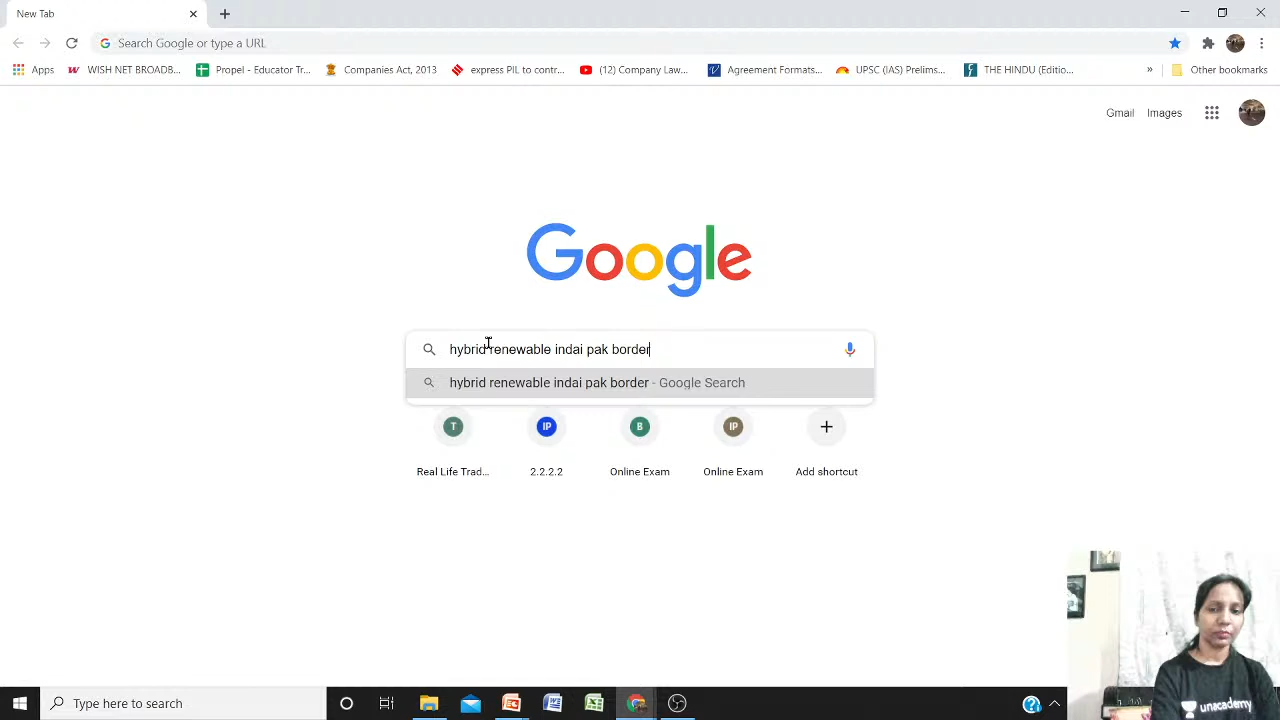 New Tab
Search Google or type a URL
Apps
WISH NET BROADB...
Propel - Educator Tr...
Companies Act, 2013
express PIL to contr...
(12) Company Law...
Agreement Formats...
UPSC (IAS) Prelims...
THE HINDU (Editio...
»
Other bookmarks
Gmail
Images
Google
hybrid renewable indai pak border
hybrid renewable indai pak border - Google Search
T
IP
B
IP
Real Life Trad...
2.2.2.2
Online Exam
Online Exam
Add shortcut
Type here to search
unacademy